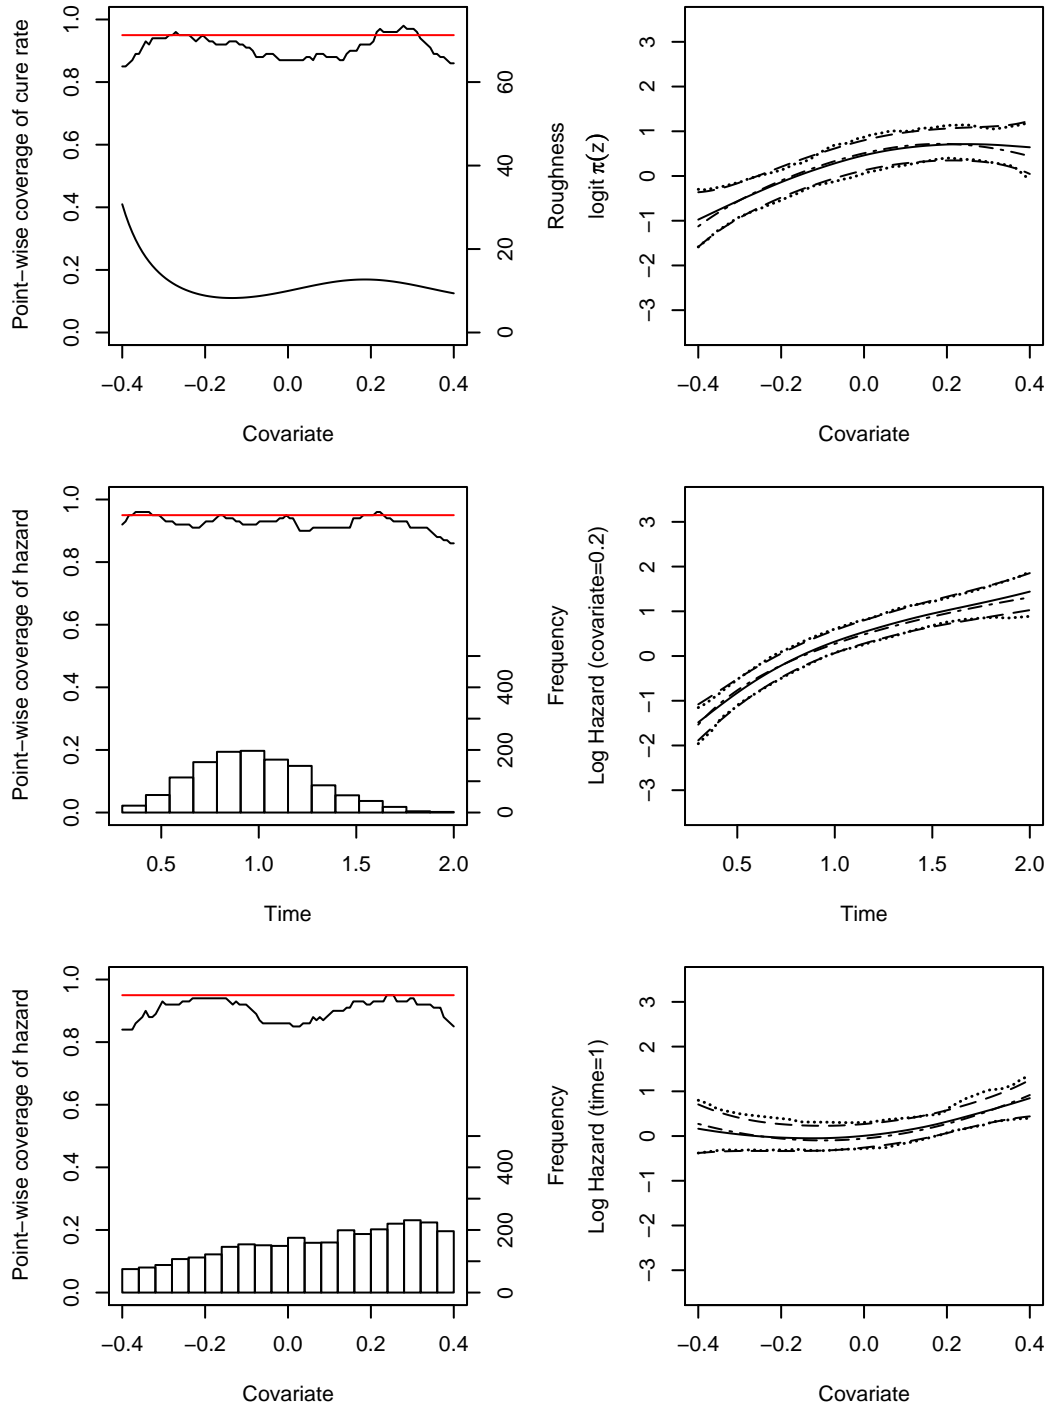 Point−wise coverage of cure rate
1.0
0.8
0.6
0.4
0.2
0.0
60
40
20
0
Roughness
−0.4 −0.2 0.0 0.2 0.4
Covariate
logit π(z)
3
2
1
0
−1
−2
−3
−0.4 −0.2 0.0 0.2 0.4
Covariate
Point−wise coverage of hazard
1.0
0.8
0.6
0.4
0.2
0.0
400
200
0
Frequency
0.5 1.0 1.5 2.0
Time
Log Hazard (covariate=0.2)
3
2
1
0
−1
−2
−3
0.5 1.0 1.5 2.0
Time
Point−wise coverage of hazard
1.0
0.8
0.6
0.4
0.2
0.0
400
200
0
Frequency
−0.4 −0.2 0.0 0.2 0.4
Covariate
Log Hazard (time=1)
3
2
1
0
−1
−2
−3
−0.4 −0.2 0.0 0.2 0.4
Covariate